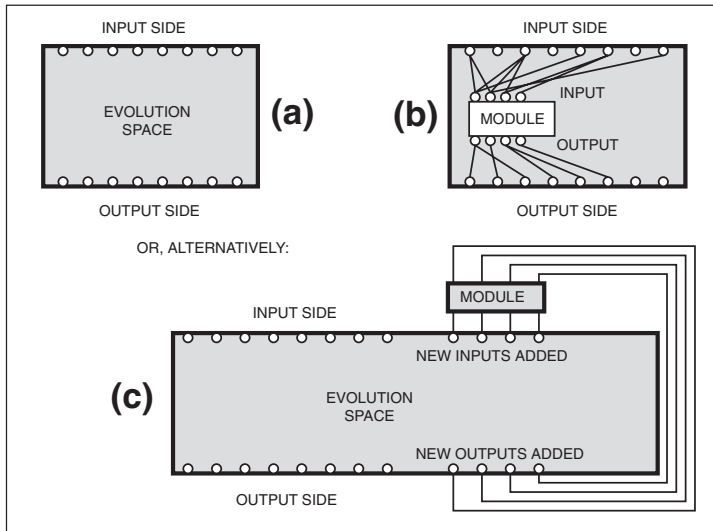 INPUT SIDE
EVOLUTION
SPACE
(a)
OUTPUT SIDE
INPUT SIDE
(b)
INPUT
MODULE
OUTPUT
OUTPUT SIDE
OR, ALTERNATIVELY:
MODULE
INPUT SIDE
NEW INPUTS ADDED
(c)
EVOLUTION
SPACE
NEW OUTPUTS ADDED
OUTPUT SIDE